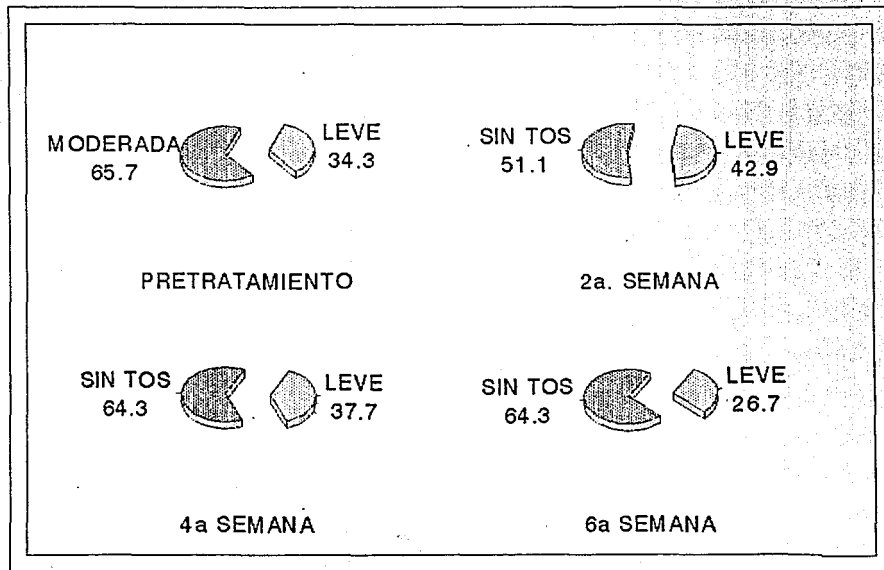 MODERADA
65.7
LEVE
34.3
PRETRATAMIENTO
SIN TOS
51.1
LEVE
42.9
2a. SEMANA
SIN TOS
64.3
LEVE
37.7
4a SEMANA
SIN TOS
64.3
LEVE
26.7
6a SEMANA